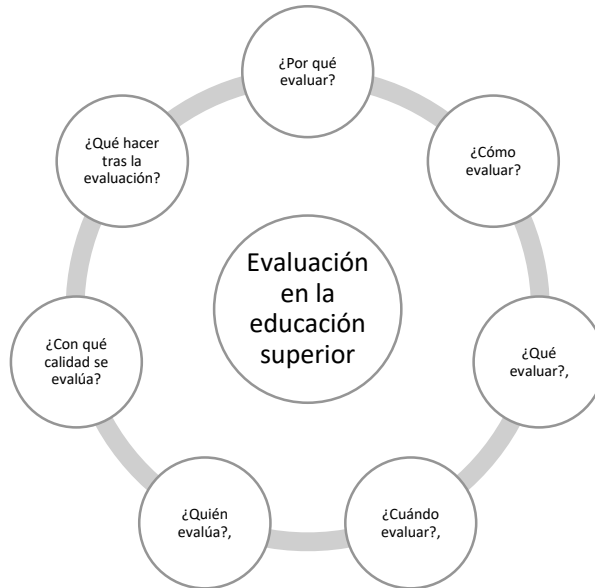 ¿Por qué
evaluar?
¿Cómo
evaluar?
¿Qué
evaluar?,
¿Cuándo
evaluar?,
¿Quién
evalúa?,
¿Con qué
calidad se
evalúa?
¿Qué hacer
tras la
evaluación?
Evaluación
en la
educación
superior